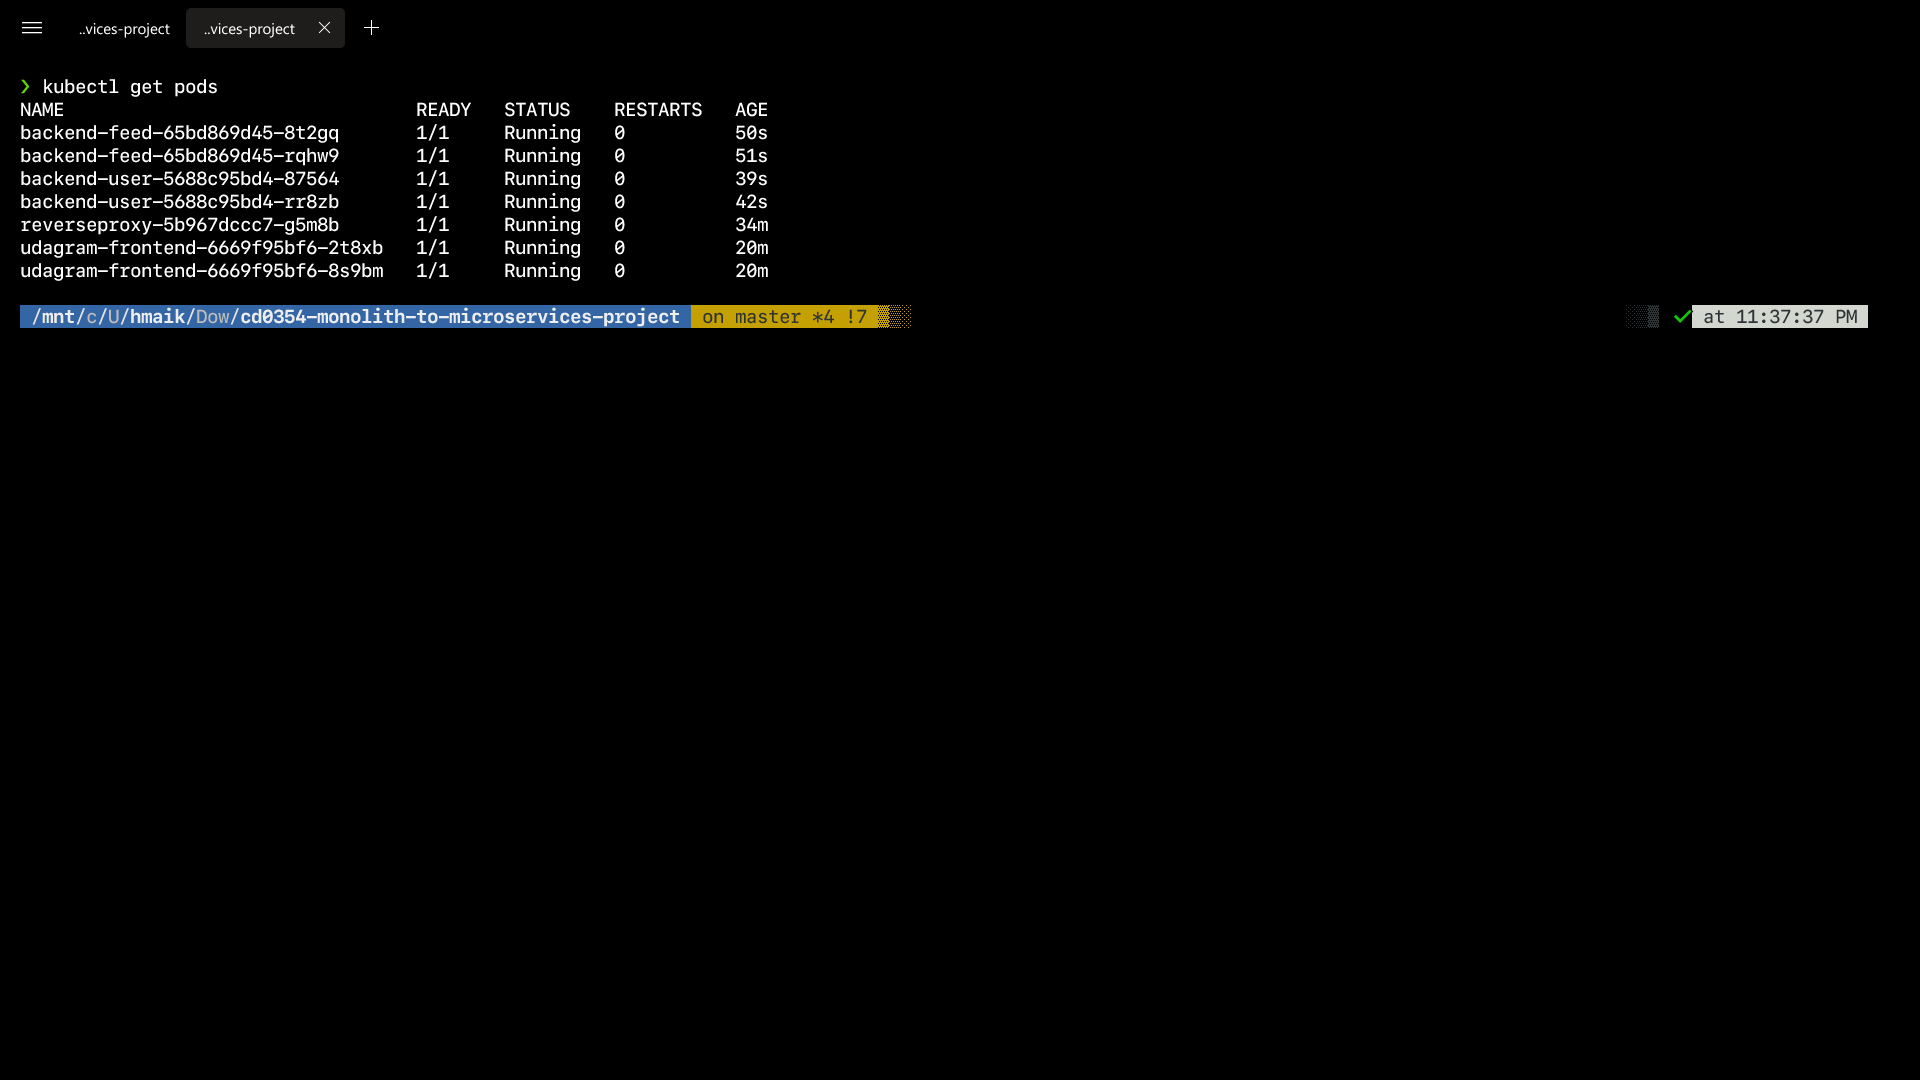 ..vices-project ..vices-project
❯ kubectl get pods
NAME READY STATUS RESTARTS AGE
backend-feed-65bd869d45-8t2gq 1/1 Running 0 50s
backend-feed-65bd869d45-rqhw9 1/1 Running 0 51s
backend-user-5688c95bd4-87564 1/1 Running 0 39s
backend-user-5688c95bd4-rr8zb 1/1 Running 0 42s
reverseproxy-5b967dccc7-g5m8b 1/1 Running 0 34m
udagram-frontend-6669f95bf6-2t8xb 1/1 Running 0 20m
udagram-frontend-6669f95bf6-8s9bm 1/1 Running 0 20m
/mnt/c/U/hmaik/Dow/cd0354-monolith-to-microservices-project on master *4 !7 ✓ at 11:37:37 PM